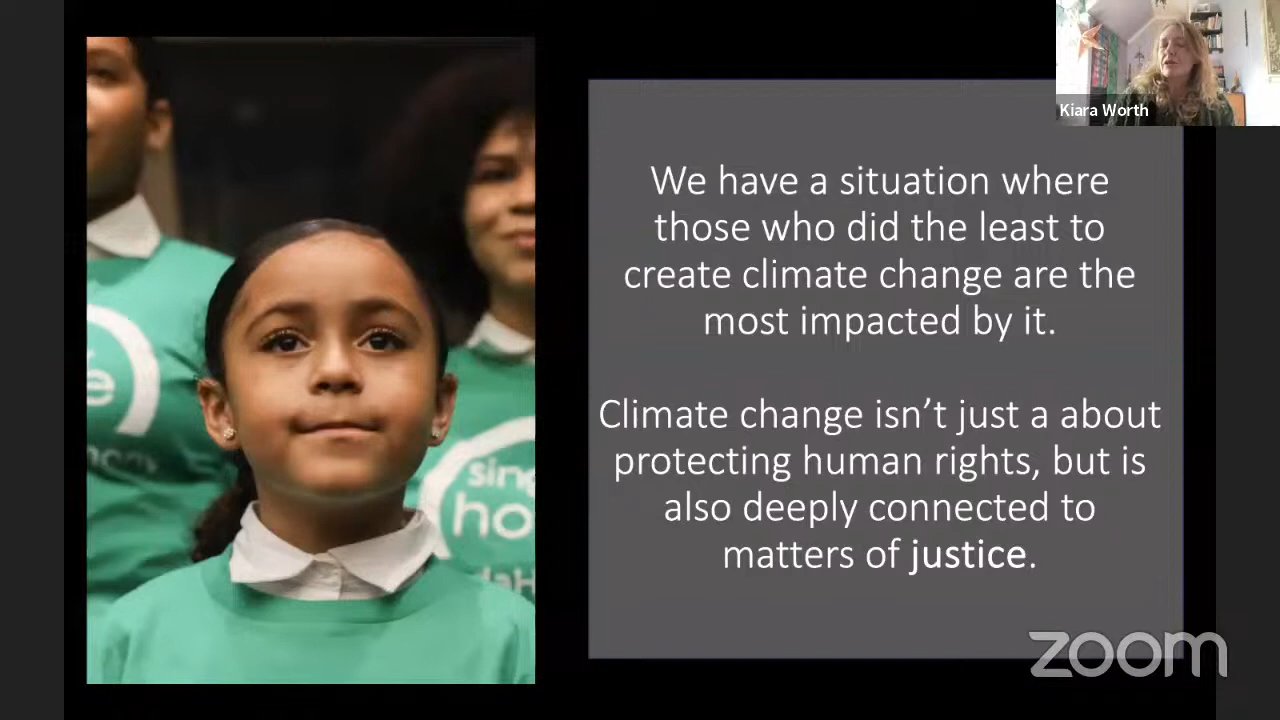 Kiara Worth
We have a situation where
those who did the least to
create climate change are the
most impacted by it.
Climate change isn't just a about
protecting human rights, but is
also deeply connected to
matters of justice.
sing
ho
zoom